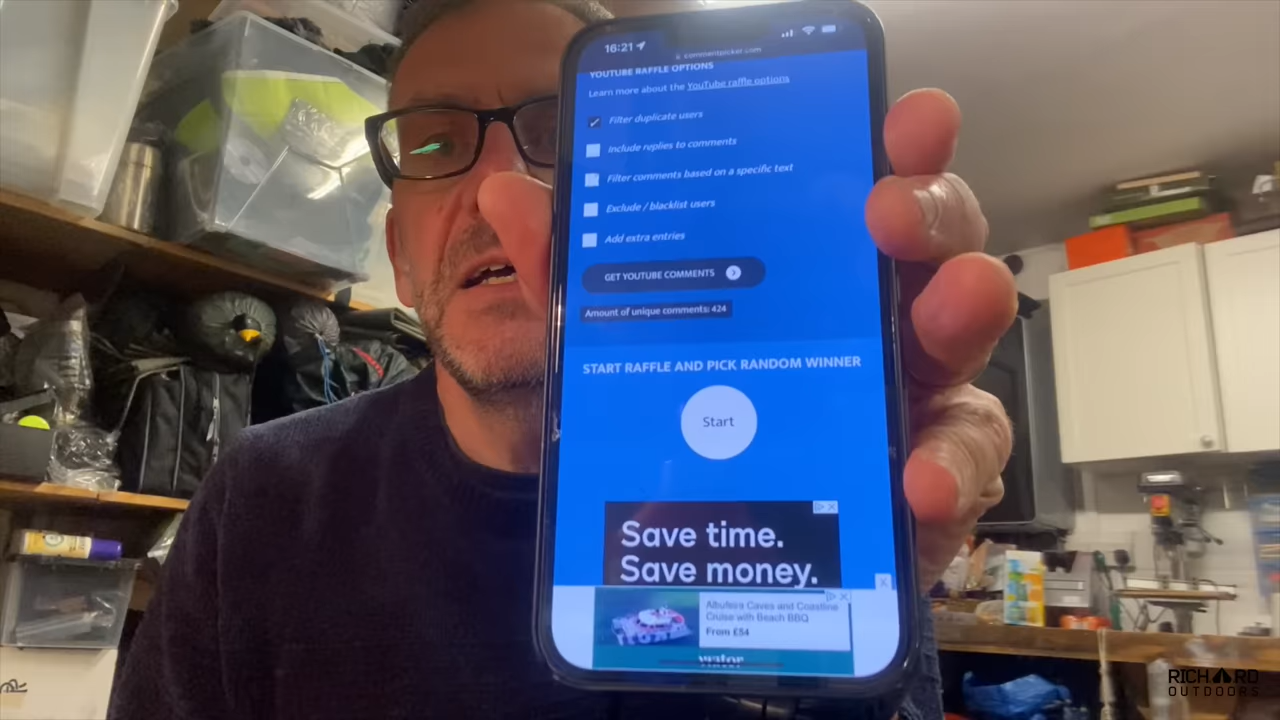 16:21
commentpicker.com
YOUTUBE RAFFLE OPTIONS
Learn more about the YouTube raffle options
Filter duplicate users
Include replies to comments
Filter comments based on a specific text
Exclude / blacklist users
Add extra entries
GET YOUTUBE COMMENTS
Amount of unique comments: 424
START RAFFLE AND PICK RANDOM WINNER
Start
Save time.
Save money.
X
Albufeira Caves and Coastline
Cruise with Beach BBQ
From £54
viator
RICHARD
OUTDOORS